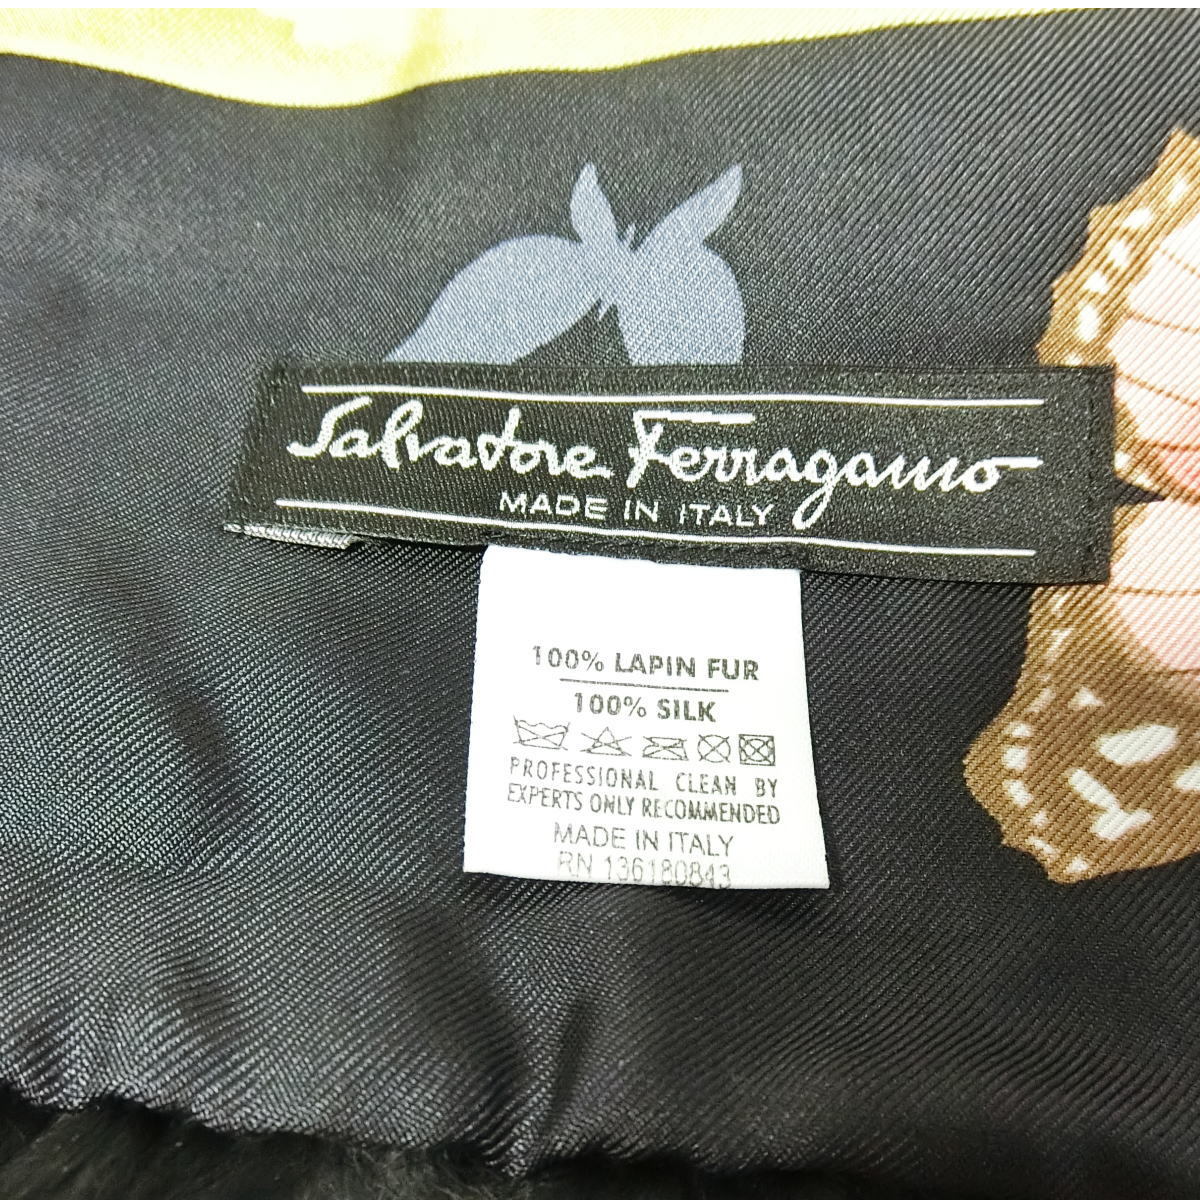 Salvatore Ferragamo
MADE IN ITALY
100% LAPIN FUR
100% SILK
PROFESSIONAL CLEAN BY
EXPERTS ONLY RECOMMENDED
MADE IN ITALY
RN 136180843